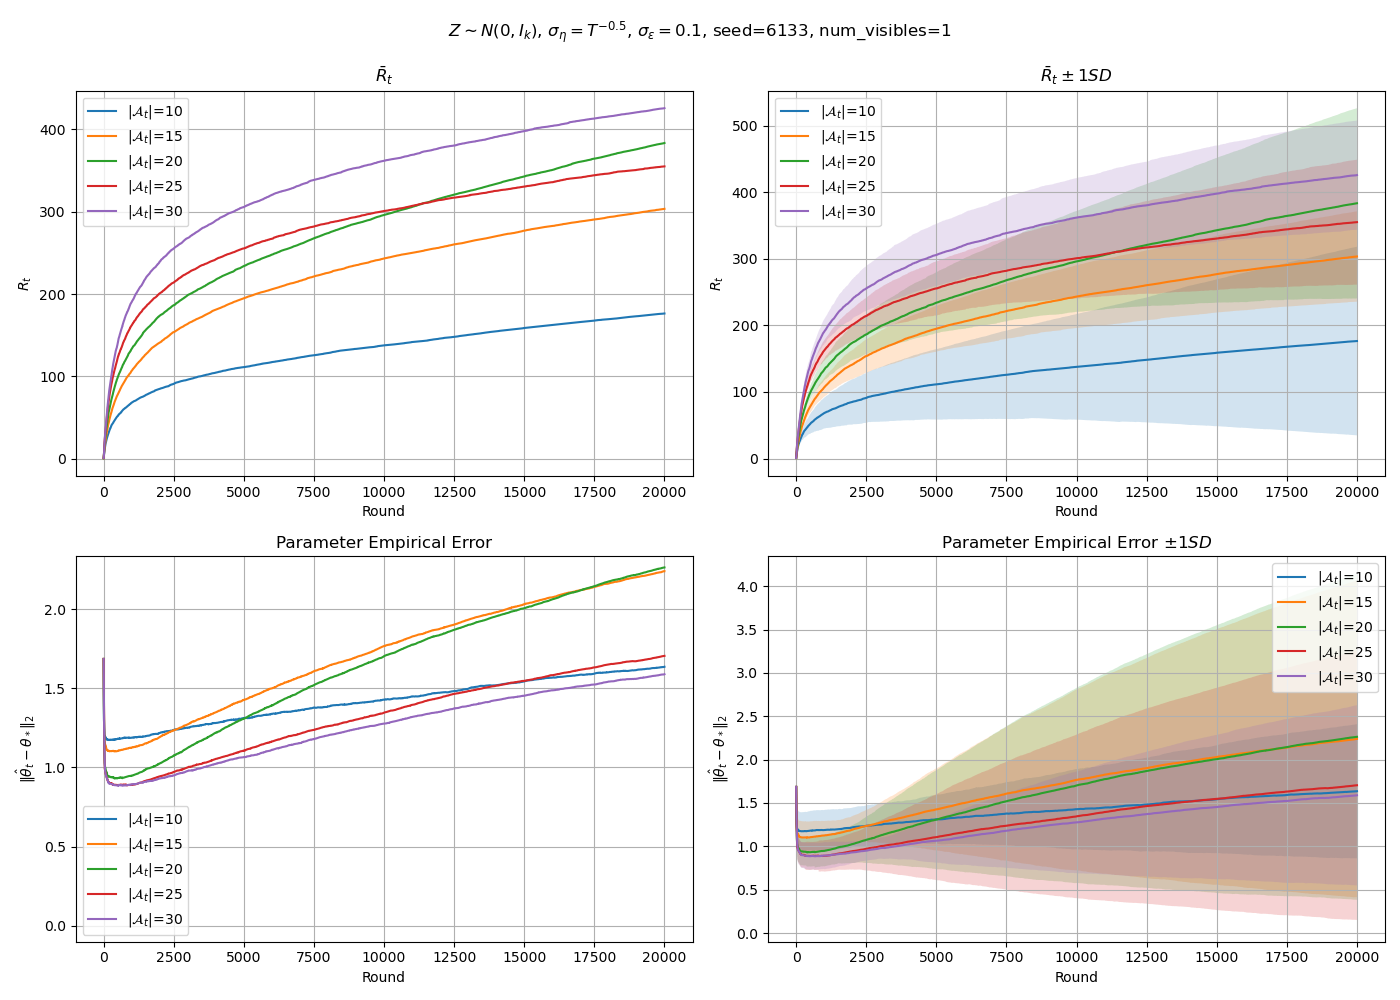 Z ∼ N(0, I_k), σ_η = T^{-0.5}, σ_ε = 0.1, seed=6133, num_visibles=1
R̄_t
R_t
400
300
200
100
0
0 2500 5000 7500 10000 12500 15000 17500 20000
Round
|𝒜_t|=10
|𝒜_t|=15
|𝒜_t|=20
|𝒜_t|=25
|𝒜_t|=30
R̄_t ± 1SD
R_t
500
400
300
200
100
0
0 2500 5000 7500 10000 12500 15000 17500 20000
Round
|𝒜_t|=10
|𝒜_t|=15
|𝒜_t|=20
|𝒜_t|=25
|𝒜_t|=30
Parameter Empirical Error
‖θ̂_t − θ_*‖_2
2.0
1.5
1.0
0.5
0.0
0 2500 5000 7500 10000 12500 15000 17500 20000
Round
|𝒜_t|=10
|𝒜_t|=15
|𝒜_t|=20
|𝒜_t|=25
|𝒜_t|=30
Parameter Empirical Error ±1SD
‖θ̂_t − θ_*‖_2
4.0
3.5
3.0
2.5
2.0
1.5
1.0
0.5
0.0
0 2500 5000 7500 10000 12500 15000 17500 20000
Round
|𝒜_t|=10
|𝒜_t|=15
|𝒜_t|=20
|𝒜_t|=25
|𝒜_t|=30